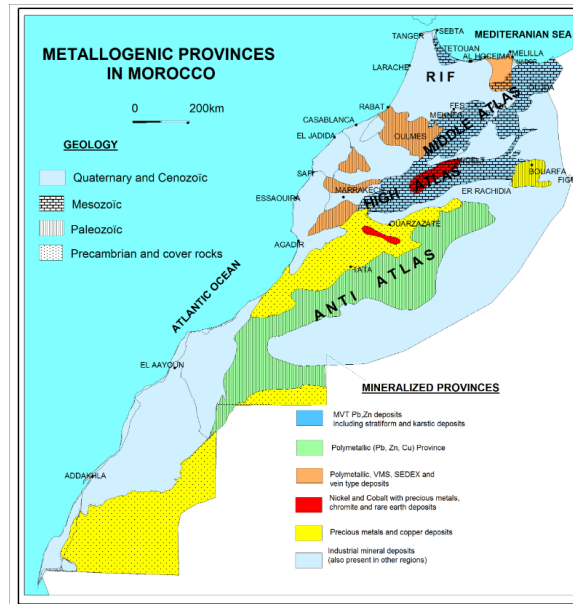 METALLOGENIC PROVINCES
IN MOROCCO
0 200km
GEOLOGY
Quaternary and Cenozoïc
Mesozoïc
Paleozoïc
Precambrian and cover rocks
MEDITERANIAN SEA
SEBTA
TANGER
TETOUAN
AL HOCEIMA
MELILLA
LARACHE
RIF
RABAT
FES
MEKNES
CASABLANCA
OULMES
MIDDLE ATLAS
EL JADIDA
SAFI
MARRAKECH
HIGH ATLAS
BOUARFA
FIG
ER RACHIDIA
ESSAOUIRA
OUARZAZATE
AGADIR
TATA
ANTI ATLAS
ATLANTIC OCEAN
EL AAYOUN
ADDAKHLA
MINERALIZED PROVINCES
MVT Pb,Zn deposits
including stratiform and karstic deposits
Polymetallic (Pb, Zn, Cu) Province
Polymetallic, VMS, SEDEX and
vein type deposits
Nickel and Cobalt with precious metals,
chromite and rare earth deposits
Precious metals and copper deposits
Industrial mineral deposits
(also present in other regions)